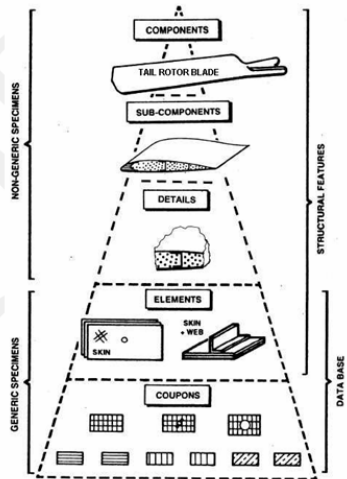 COMPONENTS
TAIL ROTOR BLADE
SUB-COMPONENTS
DETAILS
ELEMENTS
SKIN
SKIN
+ WEB
COUPONS
NON-GENERIC SPECIMENS
GENERIC SPECIMENS
STRUCTURAL FEATURES
DATA BASE